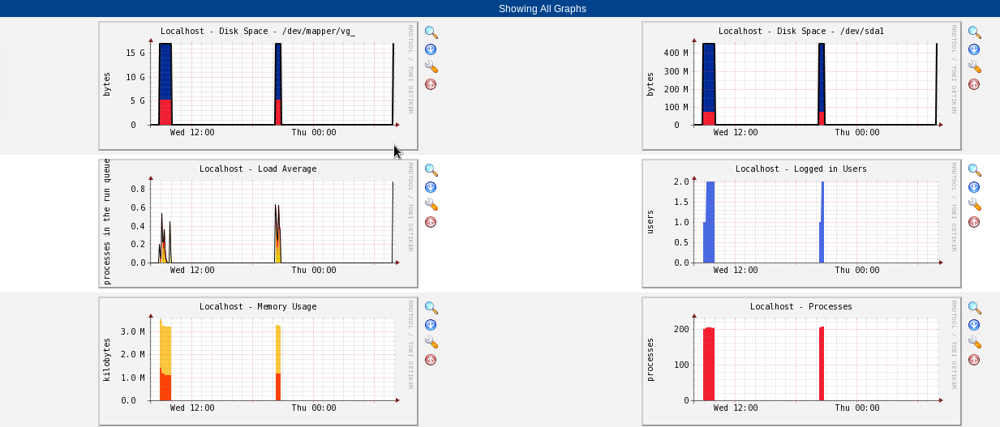 Showing All Graphs
Localhost - Disk Space - /dev/mapper/vg_
bytes
15 G
10 G
5 G
0
Wed 12:00 Thu 00:00
RRDTOOL / TOBI OETIKER
Localhost - Disk Space - /dev/sda1
bytes
400 M
300 M
200 M
100 M
0
Wed 12:00 Thu 00:00
RRDTOOL / TOBI OETIKER
Localhost - Load Average
processes in the run queue
0.8
0.6
0.4
0.2
0.0
Wed 12:00 Thu 00:00
RRDTOOL / TOBI OETIKER
Localhost - Logged in Users
users
2.0
1.5
1.0
0.5
0.0
Wed 12:00 Thu 00:00
RRDTOOL / TOBI OETIKER
Localhost - Memory Usage
kilobytes
3.0 M
2.0 M
1.0 M
0.0
Wed 12:00 Thu 00:00
RRDTOOL / TOBI OETIKER
Localhost - Processes
processes
200
100
0
Wed 12:00 Thu 00:00
RRDTOOL / TOBI OETIKER